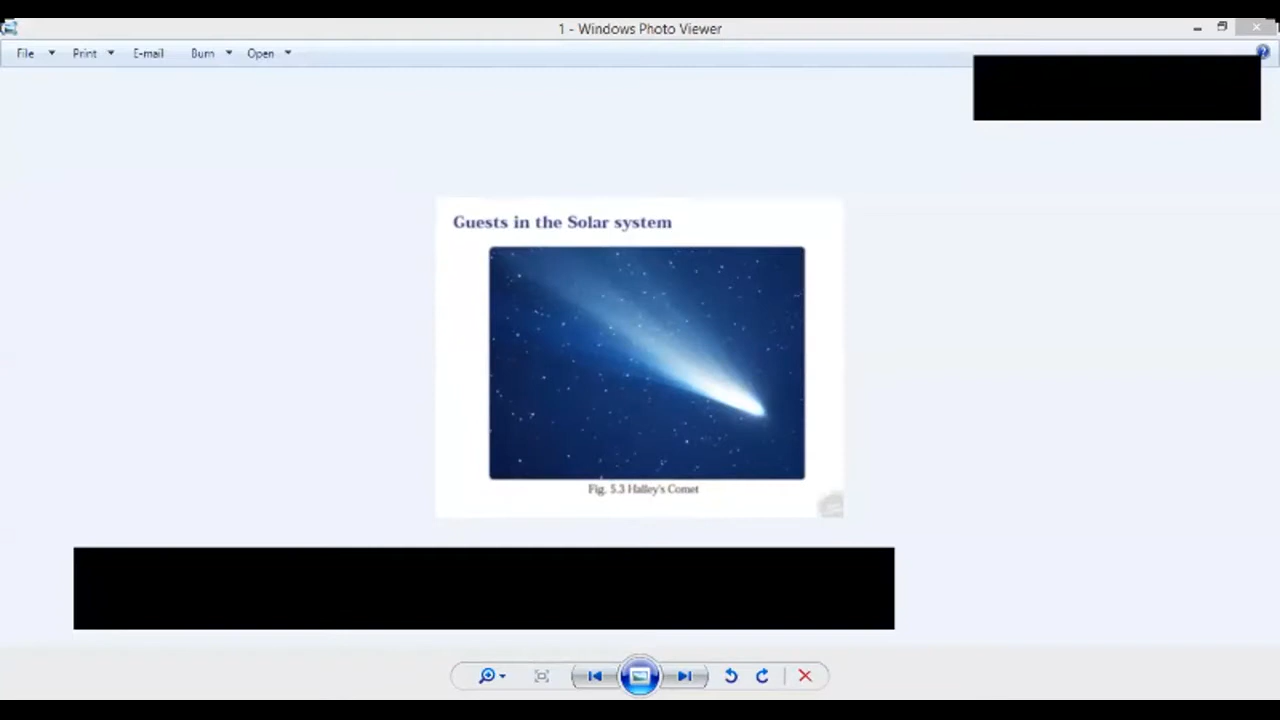 1 - Windows Photo Viewer
File Print E-mail Burn Open
Guests in the Solar system
Fig. 5.3 Halley's Comet